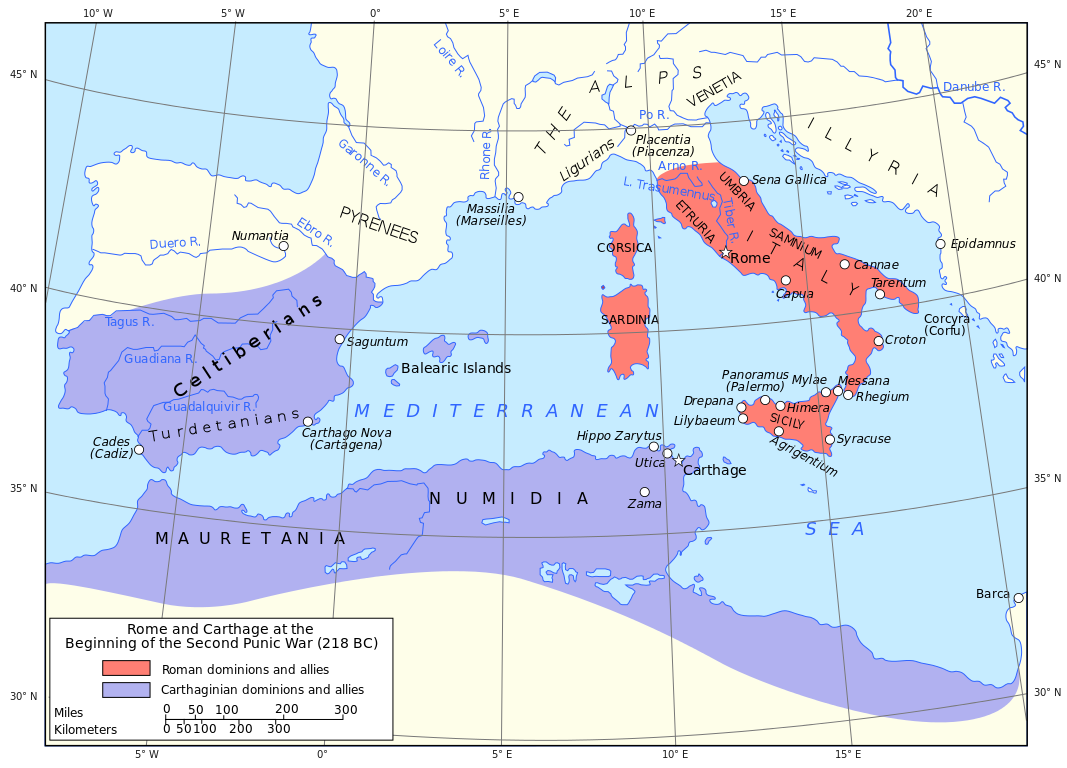 10° W
5° W
0°
5° E
10° E
15° E
20° E
45° N
45° N
Loire R.
THE ALPS
VENETIA
Danube R.
Po R.
Placentia
(Piacenza)
ILLYRIA
Rhone R.
Garonne R.
Ligurians
Arno R.
L. Trasumennus
UMBRIA
Sena Gallica
Massilia
(Marseilles)
PYRENEES
ETRURIA
Tiber R.
Numantia
Ebro R.
Duero R.
CORSICA
Rome
ITALY
SAMNIUM
Cannae
Epidamnus
40° N
40° N
Capua
Tarentum
Tagus R.
Celtiberians
SARDINIA
Corcyra
(Corfu)
Saguntum
Croton
Guadiana R.
Balearic Islands
Panoramus
(Palermo)
Mylae
Messana
Rhegium
Drepana
Himera
Guadalquivir R.
MEDITERRANEAN
Lilybaeum
SICILY
Turdetanians
Carthago Nova
(Cartagena)
Cades
(Cadiz)
Hippo Zarytus
Syracuse
Utica
Carthage
Agrigentium
35° N
35° N
NUMIDIA
Zama
SEA
MAURETANIA
Barca
Rome and Carthage at the
Beginning of the Second Punic War (218 BC)
Roman dominions and allies
Carthaginian dominions and allies
Miles
0 50 100 200 300
Kilometers
0 50 100 200 300
30° N
30° N
5° W
0°
5° E
10° E
15° E